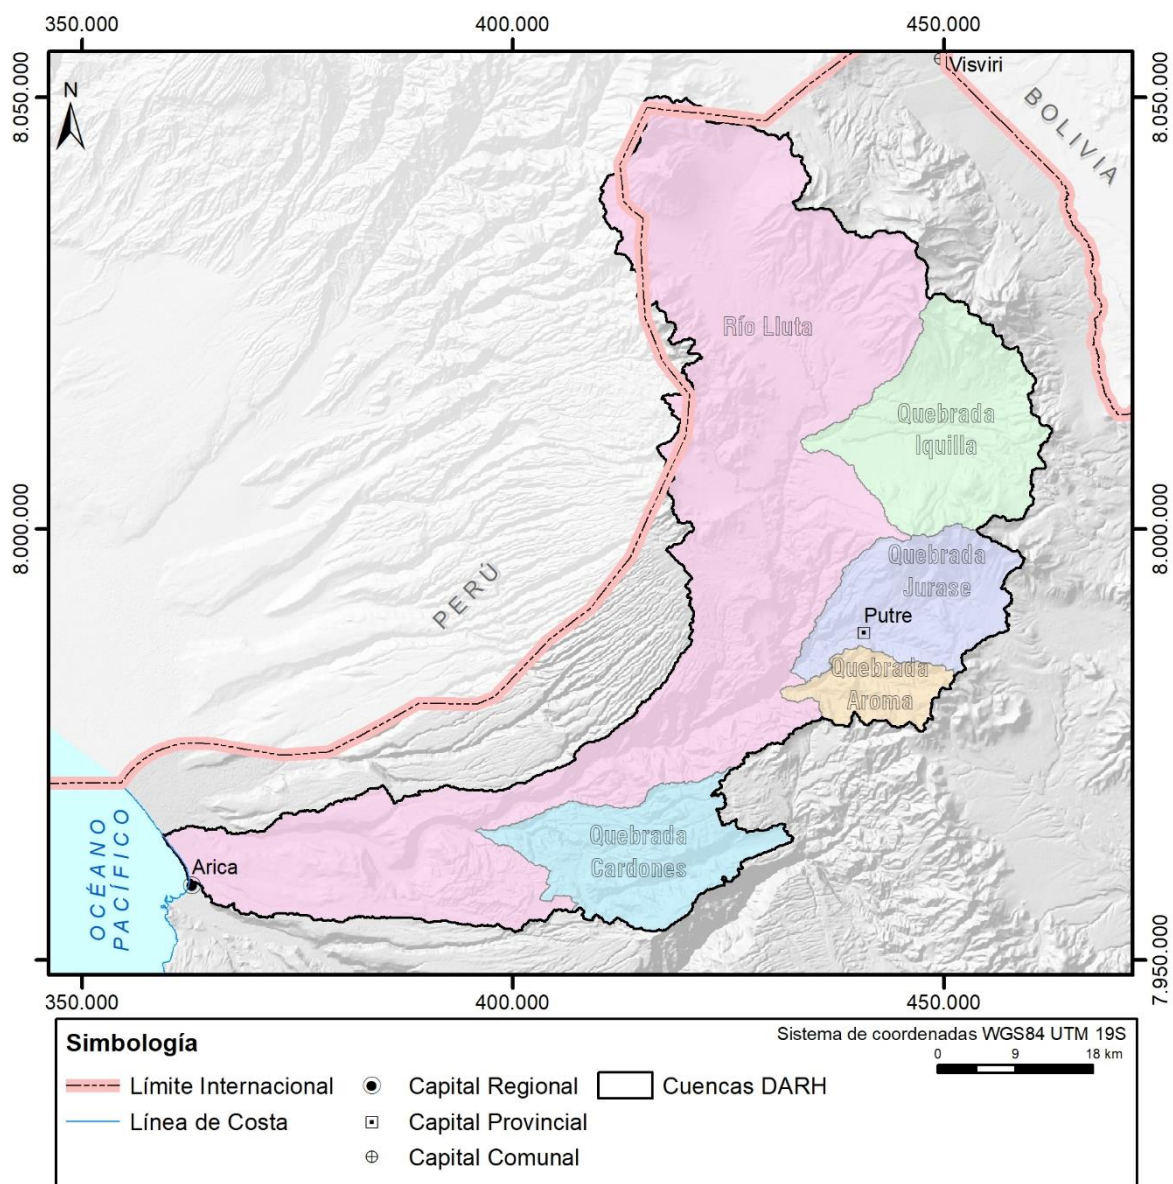 350.000
400.000
450.000
8.050.000
8.050.000
N
Visviri
BOLIVIA
Río Lluta
Quebrada
Iquilla
8.000.000
8.000.000
Quebrada
Jurase
PERÚ
Putre
Quebrada
Aroma
OCÉANO
PACÍFICO
Quebrada
Cardones
Arica
7.950.000
350.000
400.000
450.000
Simbología
Sistema de coordenadas WGS84 UTM 19S
0 9 18 km
Límite Internacional
Capital Regional
Cuencas DARH
Línea de Costa
Capital Provincial
Capital Comunal